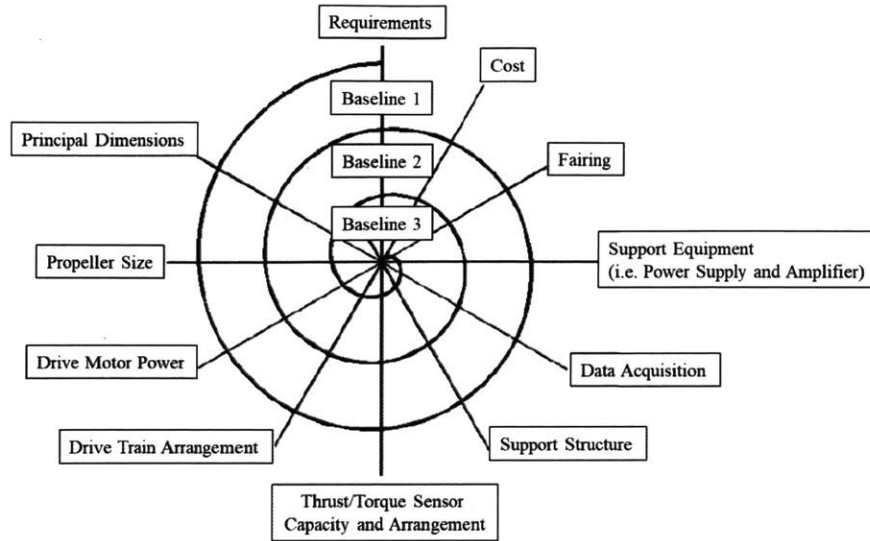 Requirements
Cost
Baseline 1
Principal Dimensions
Baseline 2
Fairing
Baseline 3
Propeller Size
Support Equipment
(i.e. Power Supply and Amplifier)
Drive Motor Power
Data Acquisition
Drive Train Arrangement
Support Structure
Thrust/Torque Sensor
Capacity and Arrangement